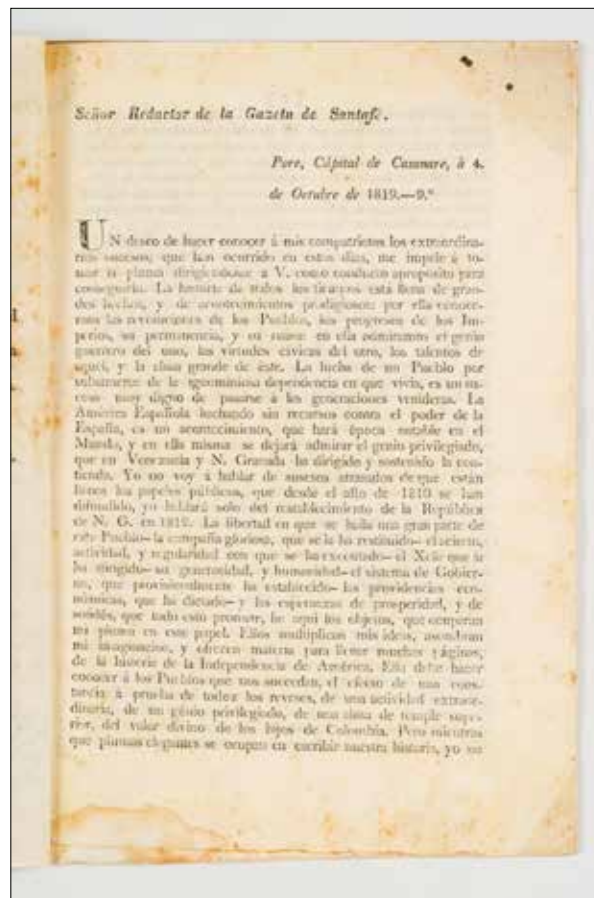 Señor Redactor de la Gazeta de Santafé.
Pore, Cápital de Casanare, à 4.
de Octubre de 1819.—9.º
UN deseo de hacer conocer á mis compatriotas los extraordina-
rios sucesos, que han ocurrido en estos dias, me impele á to-
mar la pluma dirigiendome a V. como conducto aproposito para
conseguirlo. La historia de todos los tiempos está llena de gran-
des hechos, y de acontecimientos prodigiosos: por ella conoce-
mos las revoluciones de los Pueblos, los progresos de los Im-
perios, su permanencia, y su ruina: en ella admiramos el genio
guerrero del uno, las virtudes civicas del otro, los talentos de
aquel, y la alma grande de éste. La lucha de un Pueblo por
substraerse de la ignominiosa dependencia en que vivia, es un su-
ceso muy digno de pasarse á las generaciones venideras. La
América Española luchando sin recursos contra el poder de la
España, es un acontecimiento, que hará época notable en el
Mundo, y en ella misma se dejará admirar el genio privilegiado,
que en Venezuela y N. Granada ha dirigido y sostenido la con-
tienda. Yo no voy á hablar de sucesos atrasados de que están
llenos los papeles públicos, que desde el año de 1810 se han
difundido, yo hablaré solo del restablecimiento de la República
de N. G. en 1819. La libertad en que se halla una gran parte de
este Pueblo—la campaña gloriosa, que se la ha restituido—el acierto,
actividad, y regularidad con que se ha executado—el Xefe que la
ha dirigido—su generosidad, y humanidad—el sistema de Gobier-
no, que provisionalmente ha establecido—las providencias eco-
nómicas, que ha dictado—y las esperanzas de prosperidad, y de
que todo esto promete, he aqui los objetos, que ocuparan
mi pluma en este papel. Ellos multiplican mis ideas, asombran
mi imaginacion, y ofrecen materia para llenar muchas páginas,
de la historia de la Independencia de América. Ella debe hacer
conocer á los Pueblos que nos sucedan, el efecto de una cons-
tancia á prueba de todos los reveses, de una actividad extraor-
dinaria, de un génio privilegiado, de una alma de temple supe-
rior, del valor divino de los hijos de Colombia. Pero mientras
que plumas elegantes se ocupan en escribir nuestra historia, yo no